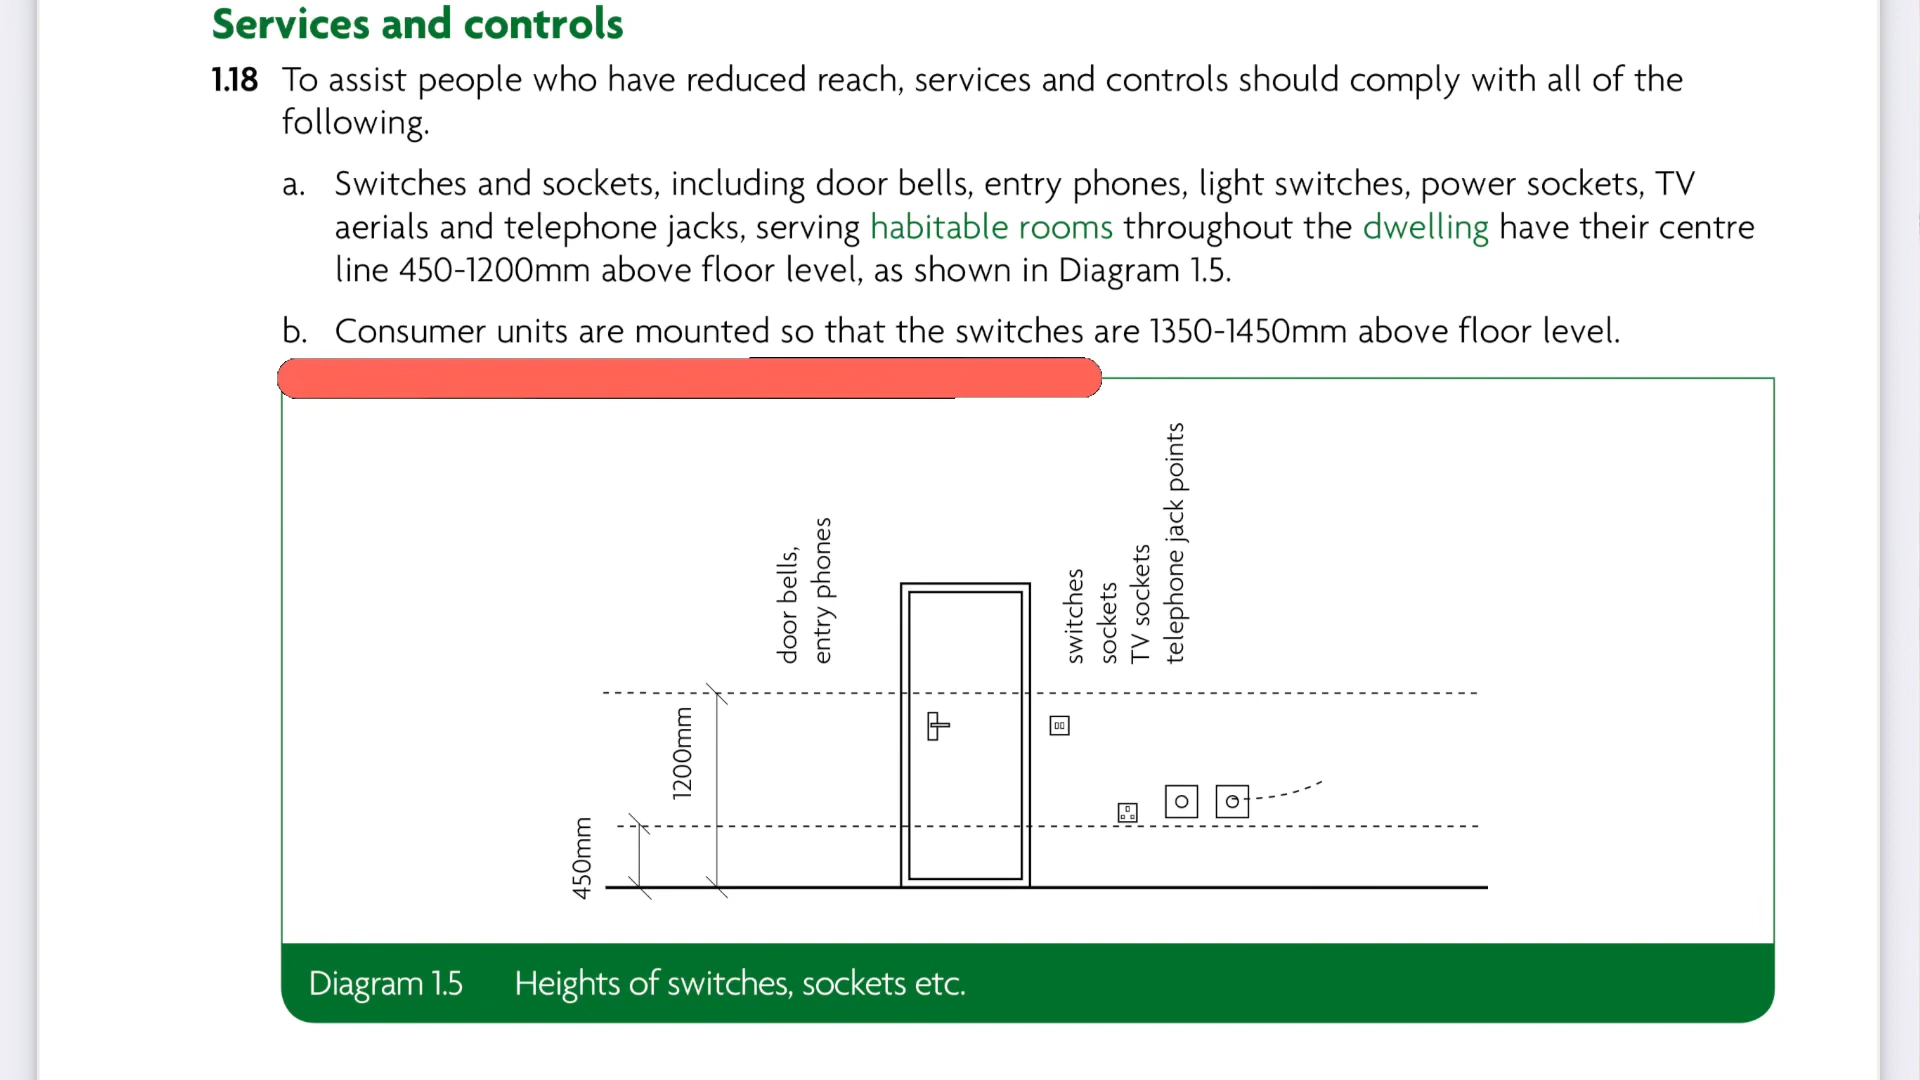 Services and controls
1.18 To assist people who have reduced reach, services and controls should comply with all of the
following.
a. Switches and sockets, including door bells, entry phones, light switches, power sockets, TV
aerials and telephone jacks, serving habitable rooms throughout the dwelling have their centre
line 450-1200mm above floor level, as shown in Diagram 1.5.
b. Consumer units are mounted so that the switches are 1350-1450mm above floor level.
door bells,
entry phones
switches
sockets
TV sockets
telephone jack points
1200mm
450mm
Diagram 1.5 Heights of switches, sockets etc.